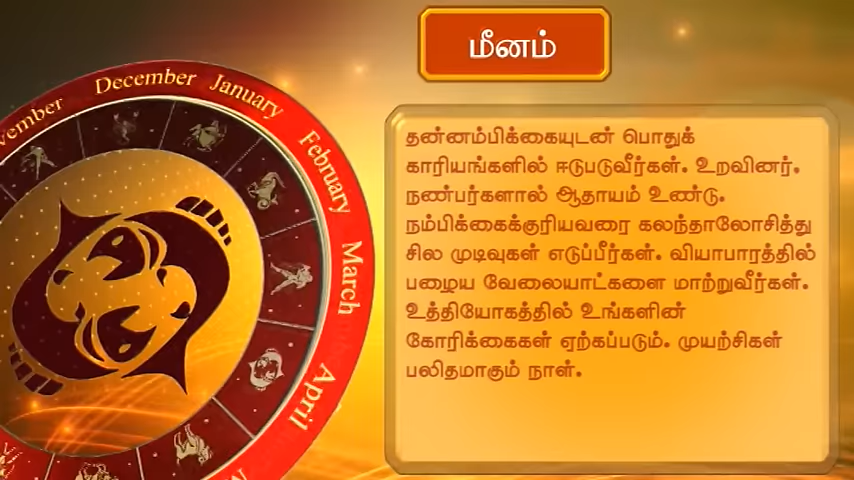 மீனம்
vember
December
January
February
March
April
M
தன்னம்பிக்கையுடன் பொதுக்
காரியங்களில் ஈடுபடுவீர்கள். உறவினர்.
நண்பர்களால் ஆதாயம் உண்டு.
நம்பிக்கைக்குரியவரை கலந்தாலோசித்து
சில முடிவுகள் எடுப்பீர்கள். வியாபாரத்தில்
பழைய வேலையாட்களை மாற்றுவீர்கள்.
உத்தியோகத்தில் உங்களின்
கோரிக்கைகள் ஏற்கப்படும். முயற்சிகள்
பலிதமாகும் நாள்.